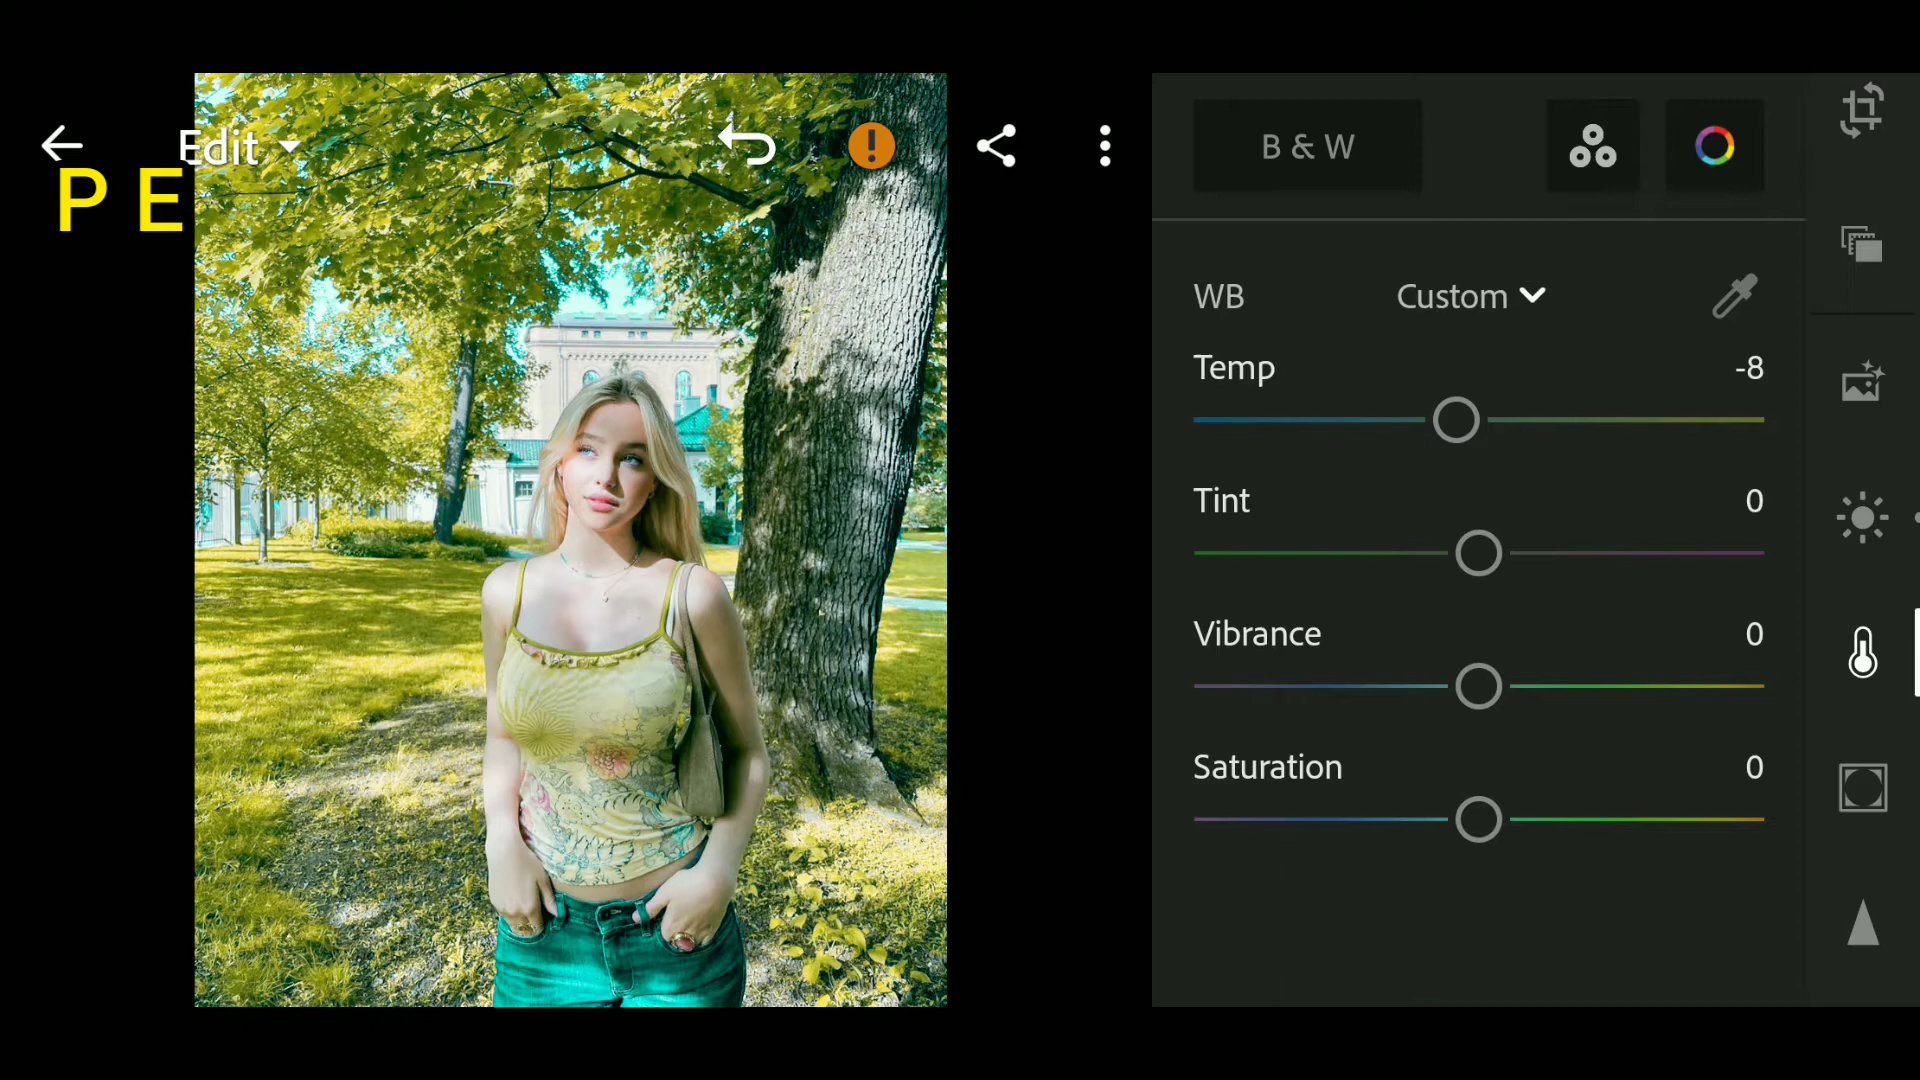 Edit
P E
B & W
WB Custom
Temp -8
Tint 0
Vibrance 0
Saturation 0